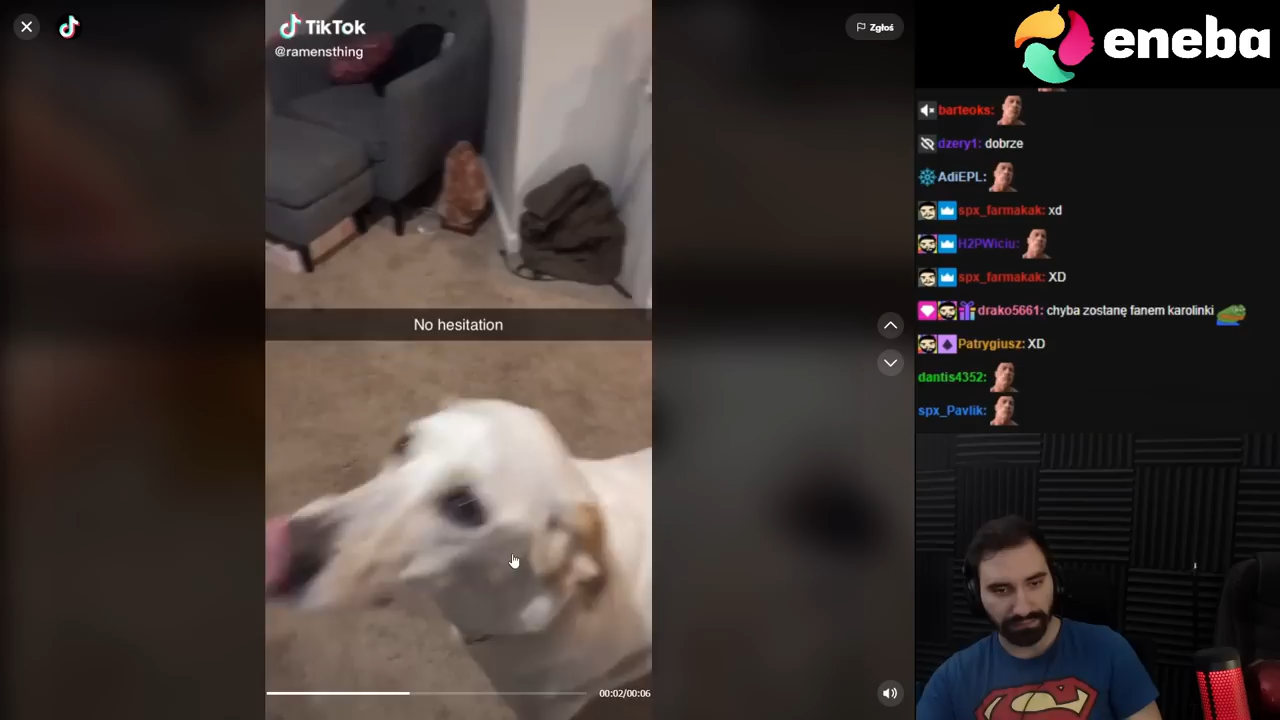 TikTok
@ramensthing
Zgłoś
No hesitation
00:02/00:06
eneba
barteoks:
dzery1: dobrze
AdiEPL:
spx_farmakak: xd
H2PWiciu:
spx_farmakak: XD
drako5661: chyba zostanę fanem karolinki
Patrygiusz: XD
dantis4352:
spx_Pavlik: